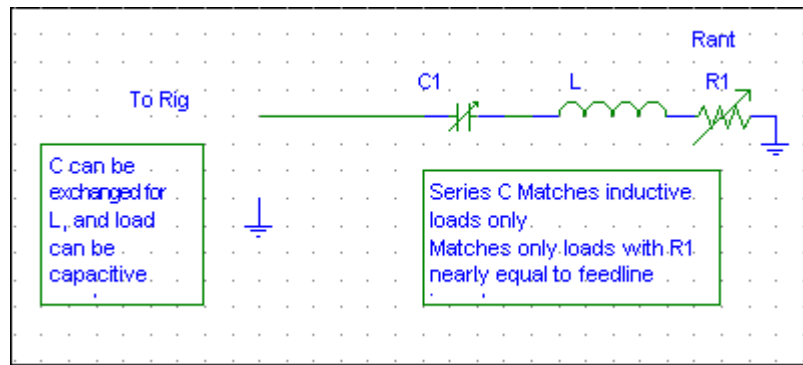 Rant
C1
L
R1
To Rig
C can be
exchanged for
L, and load
can be
capacitive
Series C Matches inductive
loads only
Matches only loads with R1
nearly equal to feedline